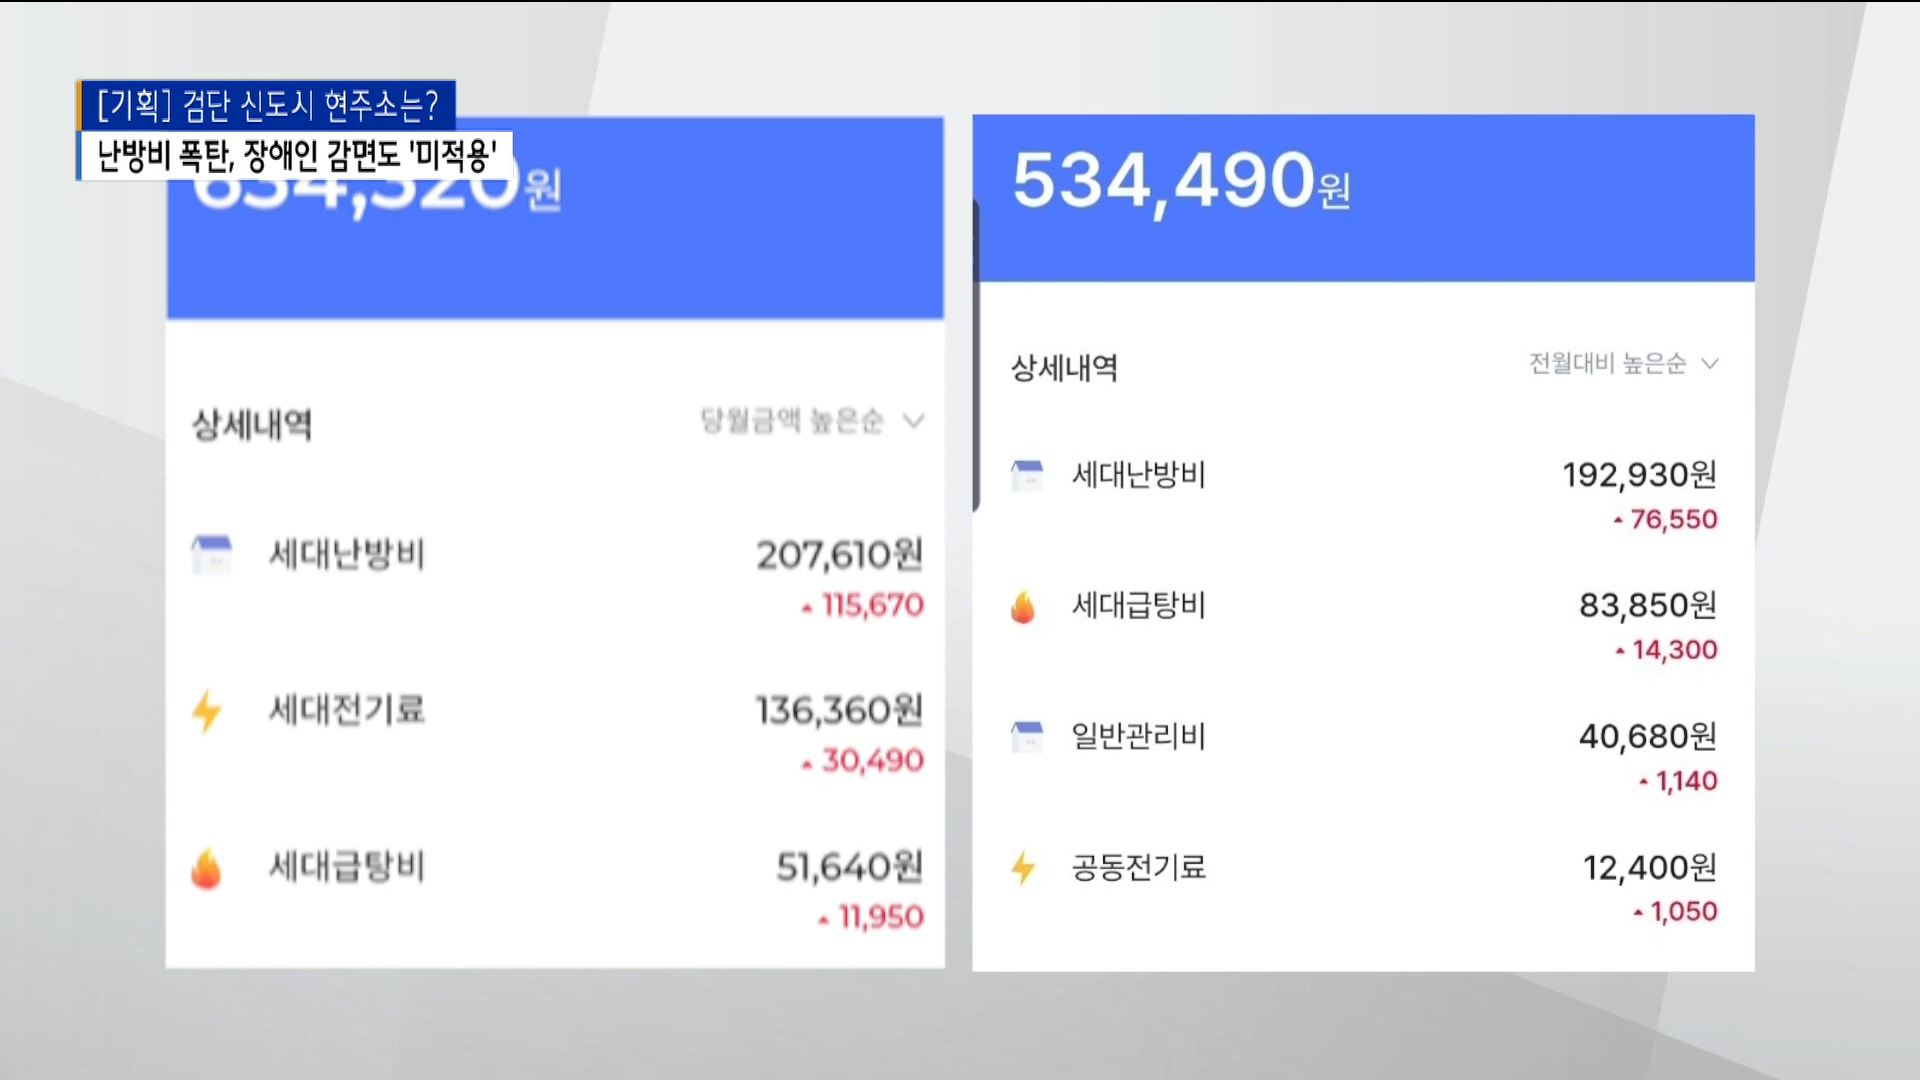 [기획] 검단 신도시 현주소는?
난방비 폭탄, 장애인 감면도 '미적용'
634,320원
상세내역
당월금액 높은순
세대난방비
207,610원
115,670
세대전기료
136,360원
30,490
세대급탕비
51,640원
11,950
534,490원
상세내역
전월대비 높은순
세대난방비
192,930원
76,550
세대급탕비
83,850원
14,300
일반관리비
40,680원
1,140
공동전기료
12,400원
1,050